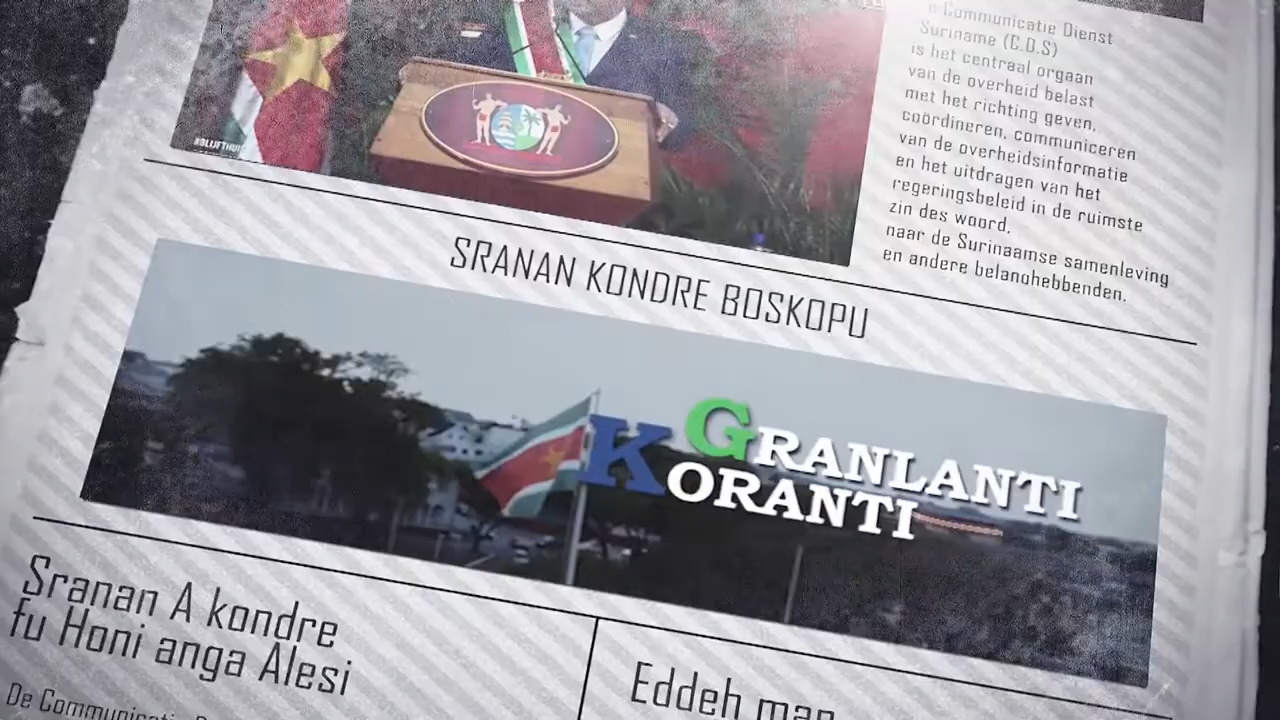 Communicatie Dienst
Suriname (C.D.S)
is het centraal orgaan
van de overheid belast
met het richting geven,
coördineren, communiceren
van de overheidsinformatie
en het uitdragen van het
regeringsbeleid in de ruimste
zin des woord,
naar de Surinaamse samenleving
en andere belanghebbenden.
SRANAN KONDRE BOSKOPU
K GRANLANTI
ORANTI
Sranan A kondre
fu Honi anga Alesi
De
Eddeh man